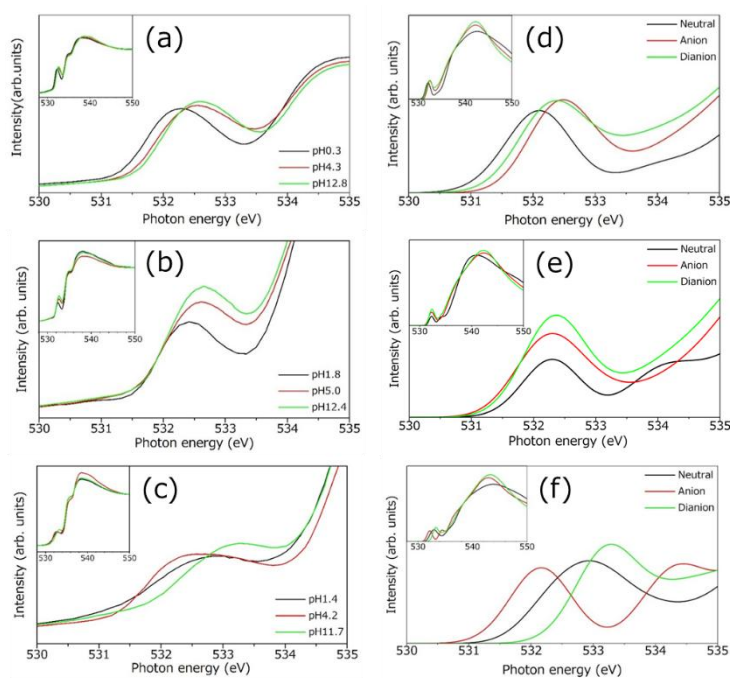 (a)
Intensity(arb.units)
530 540 550
pH0.3
pH4.3
pH12.8
530 531 532 533 534 535
Photon energy (eV)
(d)
Intensity (arb. units)
530 540 550
Neutral
Anion
Dianion
530 531 532 533 534 535
Photon energy (eV)
(b)
Intensity (arb. units)
530 540 550
pH1.8
pH5.0
pH12.4
530 531 532 533 534 535
Photon energy (eV)
(e)
Intensity (arb. units)
530 540 550
Neutral
Anion
Dianion
530 531 532 533 534 535
Photon energy (eV)
(c)
Intensity (arb. units)
530 540 550
pH1.4
pH4.2
pH11.7
530 531 532 533 534 535
Photon energy (eV)
(f)
Intensity (arb. units)
530 540 550
Neutral
Anion
Dianion
530 531 532 533 534 535
Photon energy (eV)